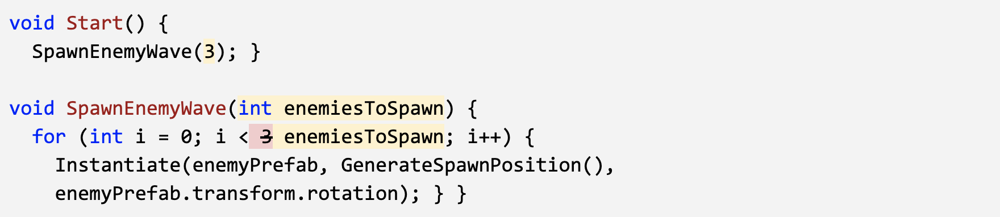 void Start() {
SpawnEnemyWave(3); }
void SpawnEnemyWave(int enemiesToSpawn) {
for (int i = 0; i < 3 enemiesToSpawn; i++) {
Instantiate(enemyPrefab, GenerateSpawnPosition(),
enemyPrefab.transform.rotation); } }